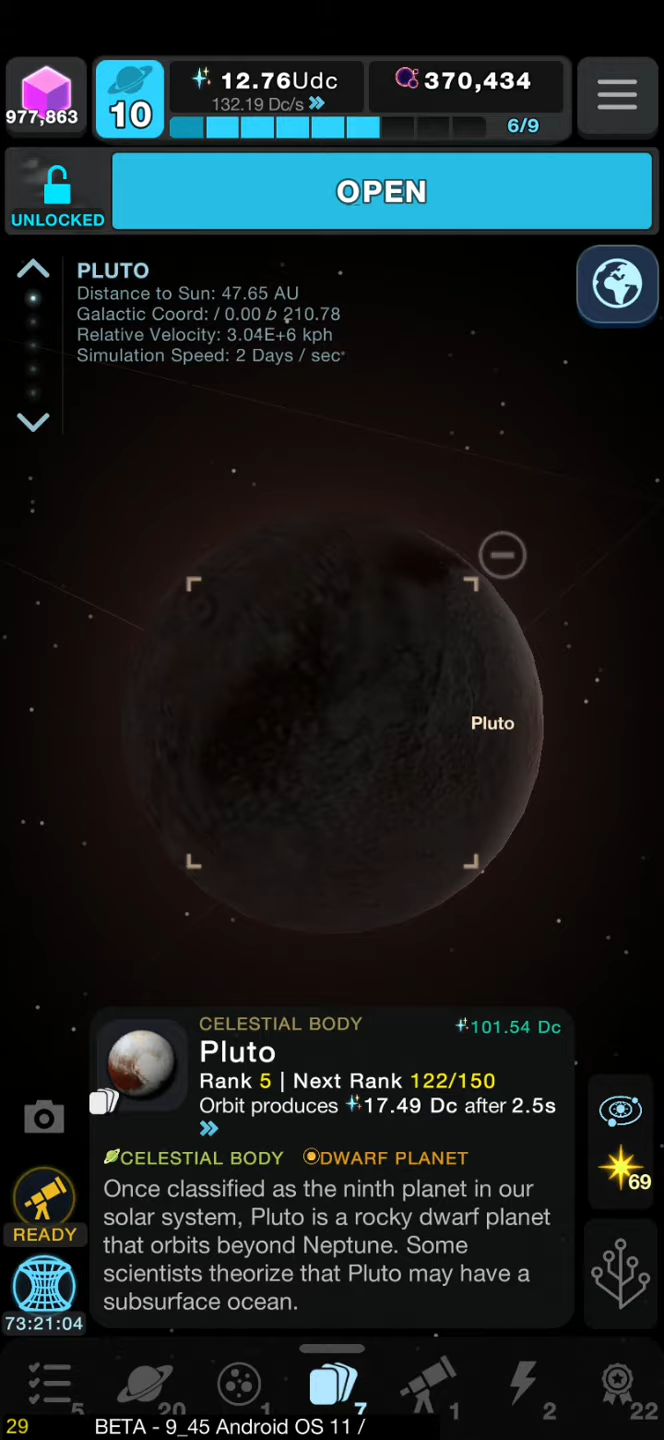 977,863
10
12.76Udc
132.19 Dc/s
370,434
6/9
UNLOCKED
OPEN
PLUTO
Distance to Sun: 47.65 AU
Galactic Coord: / 0.00 b 210.78
Relative Velocity: 3.04E+6 kph
Simulation Speed: 2 Days / sec*
Pluto
CELESTIAL BODY
101.54 Dc
Pluto
Rank 5 | Next Rank 122/150
Orbit produces 17.49 Dc after 2.5s
CELESTIAL BODY DWARF PLANET
Once classified as the ninth planet in our
solar system, Pluto is a rocky dwarf planet
that orbits beyond Neptune. Some
scientists theorize that Pluto may have a
subsurface ocean.
READY
73:21:04
69
5
20
1
7
1
2
22
29
BETA - 9_45 Android OS 11 /